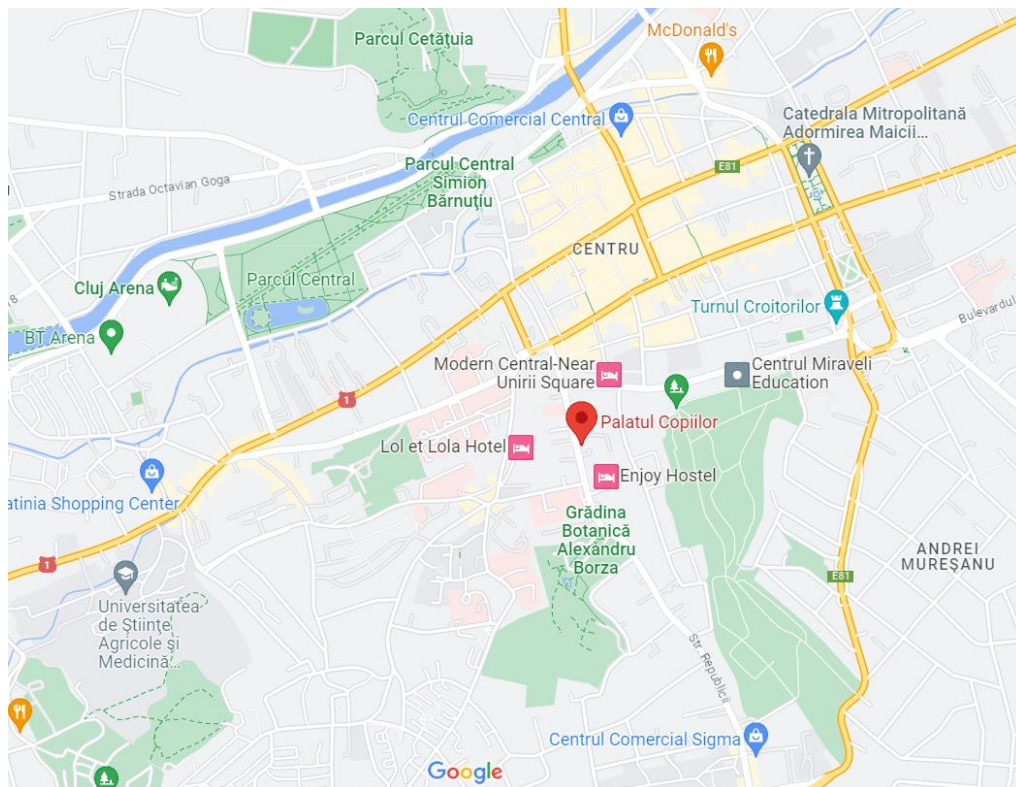 Parcul Cetățuia
McDonald's
Centrul Comercial Central
Catedrala Mitropolitană
Adormirea Maicii...
E81
Parcul Central
Simion
Bărnuțiu
Strada Octavian Goga
CENTRU
Parcul Central
Cluj Arena
Turnul Croitorilor
Bulevardul
BT Arena
Modern Central-Near
Unirii Square
Centrul Miraveli
Education
1
Palatul Copiilor
Lol et Lola Hotel
Enjoy Hostel
atinia Shopping Center
Grădina
Botanică
Alexandru
Borza
ANDREI
MUREȘANU
1
E81
Universitatea
de Științe
Agricole și
Medicină...
Str. Republicii
Centrul Comercial Sigma
Google